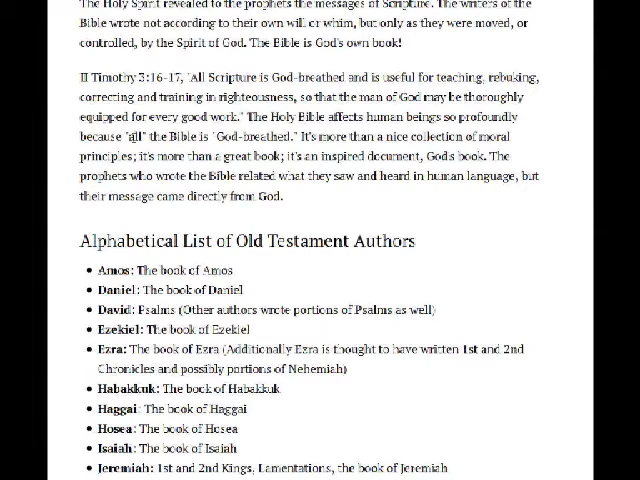 The Holy Spirit revealed to the prophets the messages of Scripture. The writers of the
Bible wrote not according to their own will or whim, but only as they were moved, or
controlled, by the Spirit of God. The Bible is God's own book!
II Timothy 3:16-17, "All Scripture is God-breathed and is useful for teaching, rebuking,
correcting and training in righteousness, so that the man of God may be thoroughly
equipped for every good work." The Holy Bible affects human beings so profoundly
because "all" the Bible is "God-breathed." It's more than a nice collection of moral
principles; it's more than a great book; it's an inspired document, God's book. The
prophets who wrote the Bible related what they saw and heard in human language, but
their message came directly from God.
Alphabetical List of Old Testament Authors
• Amos: The book of Amos
• Daniel: The book of Daniel
• David: Psalms (Other authors wrote portions of Psalms as well)
• Ezekiel: The book of Ezekiel
• Ezra: The book of Ezra (Additionally Ezra is thought to have written 1st and 2nd
Chronicles and possibly portions of Nehemiah)
• Habakkuk: The book of Habakkuk
• Haggai: The book of Haggai
• Hosea: The book of Hosea
• Isaiah: The book of Isaiah
• Jeremiah: 1st and 2nd Kings, Lamentations, the book of Jeremiah